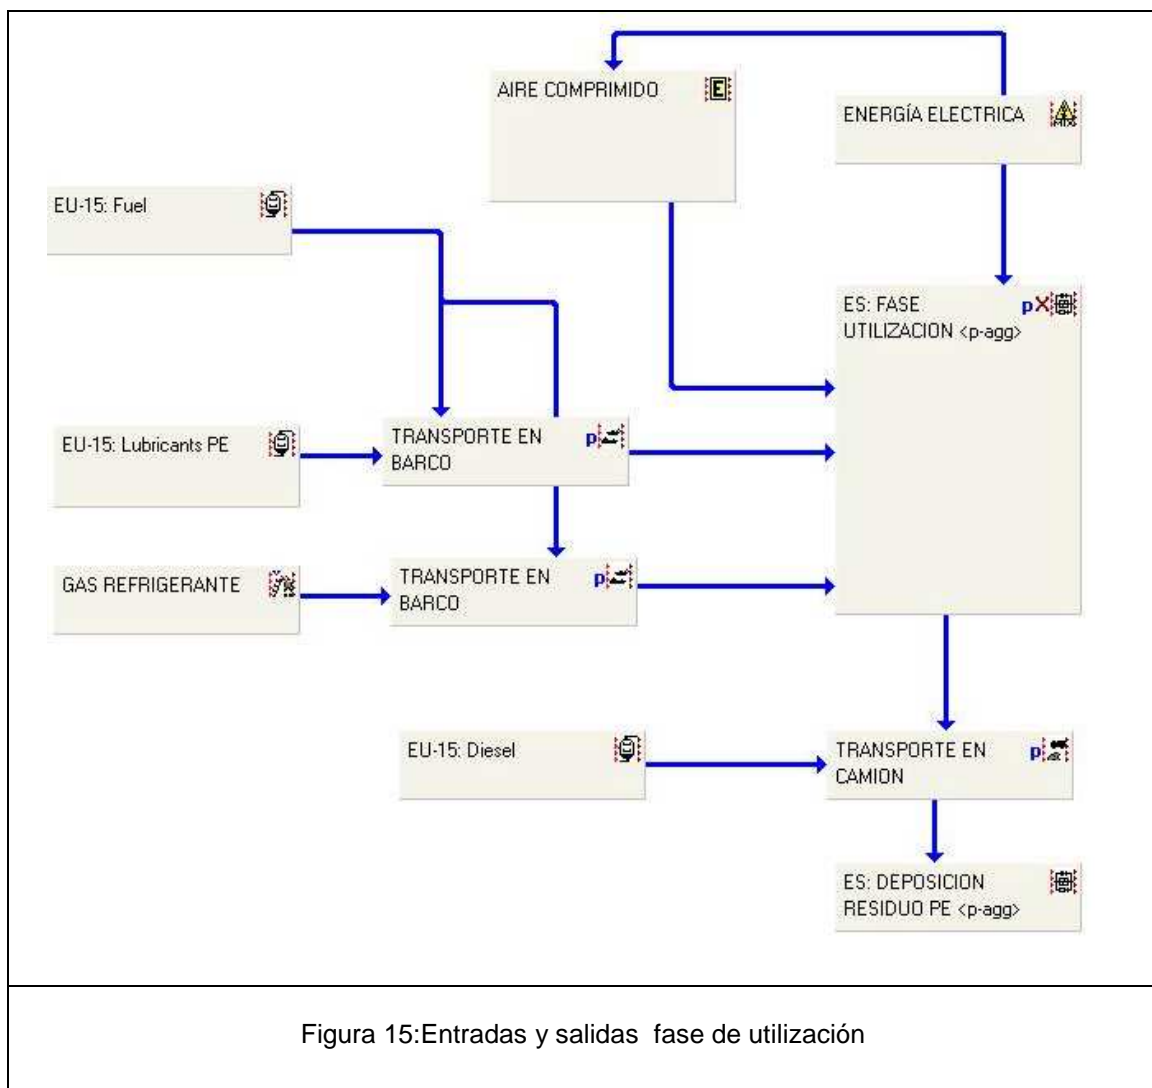 AIRE COMPRIMIDO
E
ENERGÍA ELECTRICA
MIX
EU-15: Fuel
ES: FASE
UTILIZACION <p-agg>
pX
EU-15: Lubricants PE
TRANSPORTE EN
BARCO
p
GAS REFRIGERANTE
TRANSPORTE EN
BARCO
p
EU-15: Diesel
TRANSPORTE EN
CAMION
p
ES: DEPOSICION
RESIDUO PE <p-agg>
Figura 15:Entradas y salidas fase de utilización